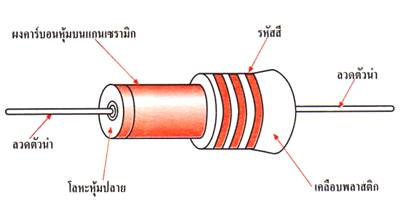 รหัสสี
ผงคาร์บอนหุ้มบนแกนเซรามิก
ลวดตัวนำ
ลวดตัวนำ
โลหะหุ้มปลาย
เคลือบพลาสติก